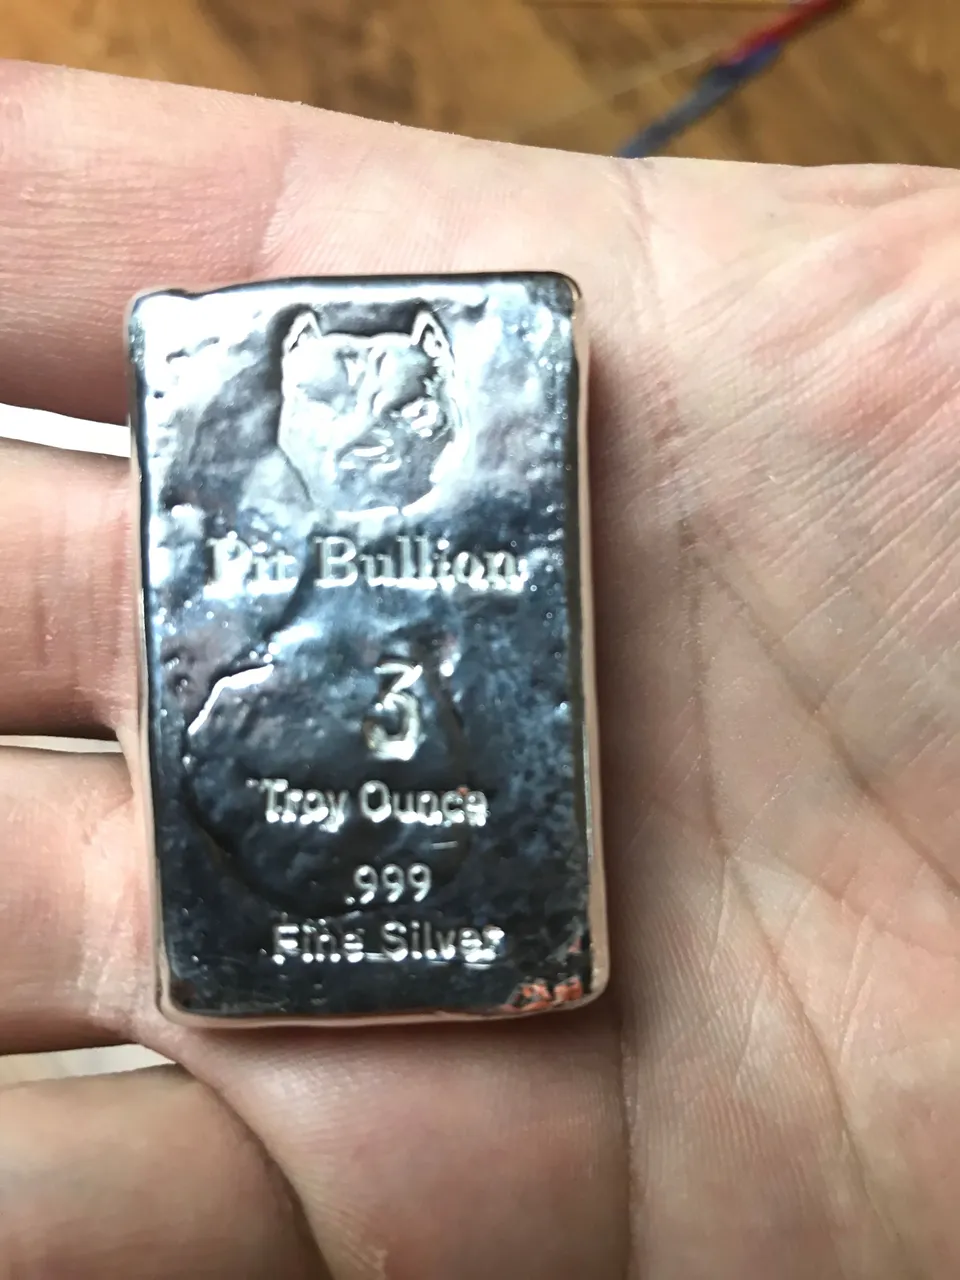 Pit Bullion
3
Troy Ounce
.999
Fine Silver